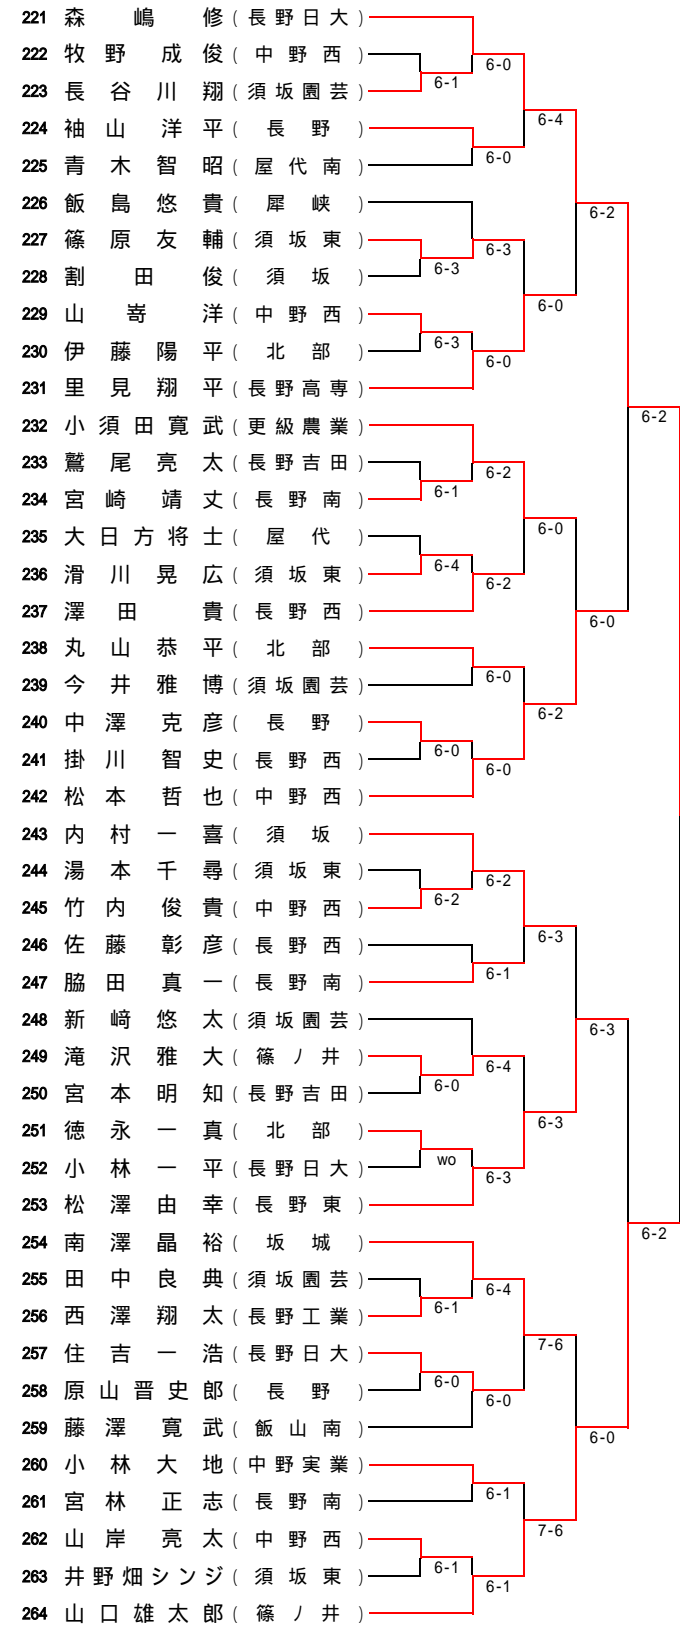 221 森嶋修 (長野日大)
222 牧野成俊 (中野西)
6-0
223 長谷川翔 (須坂園芸)
6-1
224 袖山洋平 (長野)
6-4
225 青木智昭 (屋代南)
6-0
226 飯島悠貴 (犀峡)
6-2
227 篠原友輔 (須坂東)
6-3
228 割田俊 (須坂)
6-3
229 山嵜洋 (中野西)
6-0
230 伊藤陽平 (北部)
6-3
6-0
231 里見翔平 (長野高専)
232 小須田寛武 (更級農業)
6-2
233 鷲尾亮太 (長野吉田)
6-2
234 宮崎靖丈 (長野南)
6-1
235 大日方将士 (屋代)
6-0
236 滑川晃広 (須坂東)
6-4
6-2
237 澤田貴 (長野西)
6-0
238 丸山恭平 (北部)
239 今井雅博 (須坂園芸)
6-0
240 中澤克彦 (長野)
6-2
241 掛川智史 (長野西)
6-0
6-0
242 松本哲也 (中野西)
243 内村一喜 (須坂)
244 湯本千尋 (須坂東)
6-2
245 竹内俊貴 (中野西)
6-2
246 佐藤彰彦 (長野西)
6-3
247 脇田真一 (長野南)
6-1
248 新﨑悠太 (須坂園芸)
6-3
249 滝沢雅大 (篠ノ井)
6-4
250 宮本明知 (長野吉田)
6-0
251 徳永一真 (北部)
6-3
252 小林一平 (長野日大)
wo
6-3
253 松澤由幸 (長野東)
254 南澤晶裕 (坂城)
6-2
255 田中良典 (須坂園芸)
6-4
256 西澤翔太 (長野工業)
6-1
257 住吉一浩 (長野日大)
7-6
258 原山晋史郎 (長野)
6-0
6-0
259 藤澤寛武 (飯山南)
6-0
260 小林大地 (中野実業)
261 宮林正志 (長野南)
6-1
262 山岸亮太 (中野西)
7-6
263 井野畑シンジ (須坂東)
6-1
6-1
264 山口雄太郎 (篠ノ井)